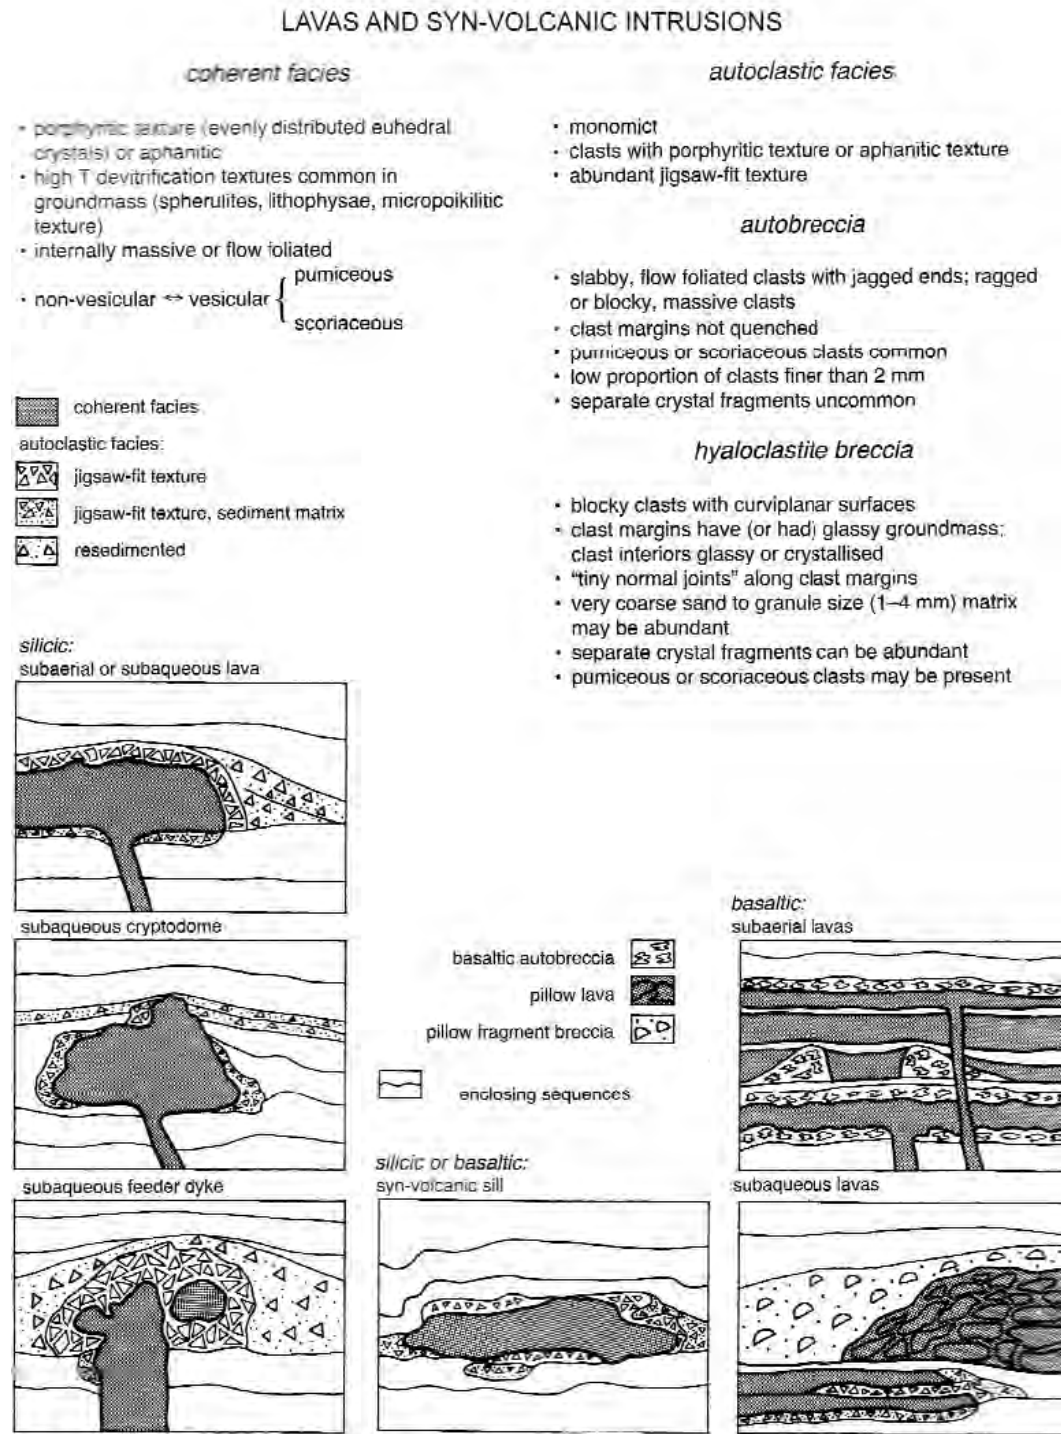 LAVAS AND SYN-VOLCANIC INTRUSIONS
coherent facies
• porphyritic texture (evenly distributed euhedral
crystals) or aphanitic
• high T devitrification textures common in
groundmass (spherulites, lithophysae, micropoikilitic
texture)
• internally massive or flow foliated
• non-vesicular ↔ vesicular { pumiceous
scoriaceous
coherent facies
autoclastic facies:
jigsaw-fit texture
jigsaw-fit texture, sediment matrix
resedimented
autoclastic facies
• monomict
• clasts with porphyritic texture or aphanitic texture
• abundant jigsaw-fit texture
autobreccia
• slabby, flow foliated clasts with jagged ends; ragged
or blocky, massive clasts
• clast margins not quenched
• pumiceous or scoriaceous clasts common
• low proportion of clasts finer than 2 mm
• separate crystal fragments uncommon
hyaloclastite breccia
• blocky clasts with curviplanar surfaces
• clast margins have (or had) glassy groundmass;
clast interiors glassy or crystallised
• "tiny normal joints" along clast margins
• very coarse sand to granule size (1–4 mm) matrix
may be abundant
• separate crystal fragments can be abundant
• pumiceous or scoriaceous clasts may be present
silicic:
subaerial or subaqueous lava
subaqueous cryptodome
subaqueous feeder dyke
basaltic autobreccia
pillow lava
pillow fragment breccia
enclosing sequences
silicic or basaltic:
syn-volcanic sill
basaltic:
subaerial lavas
subaqueous lavas